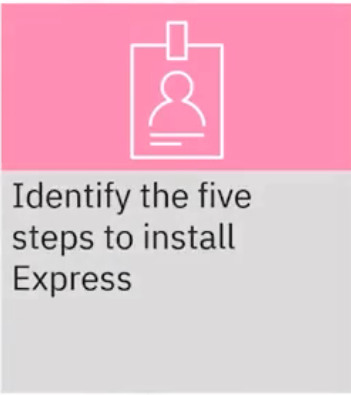 Identify the five
steps to install
Express